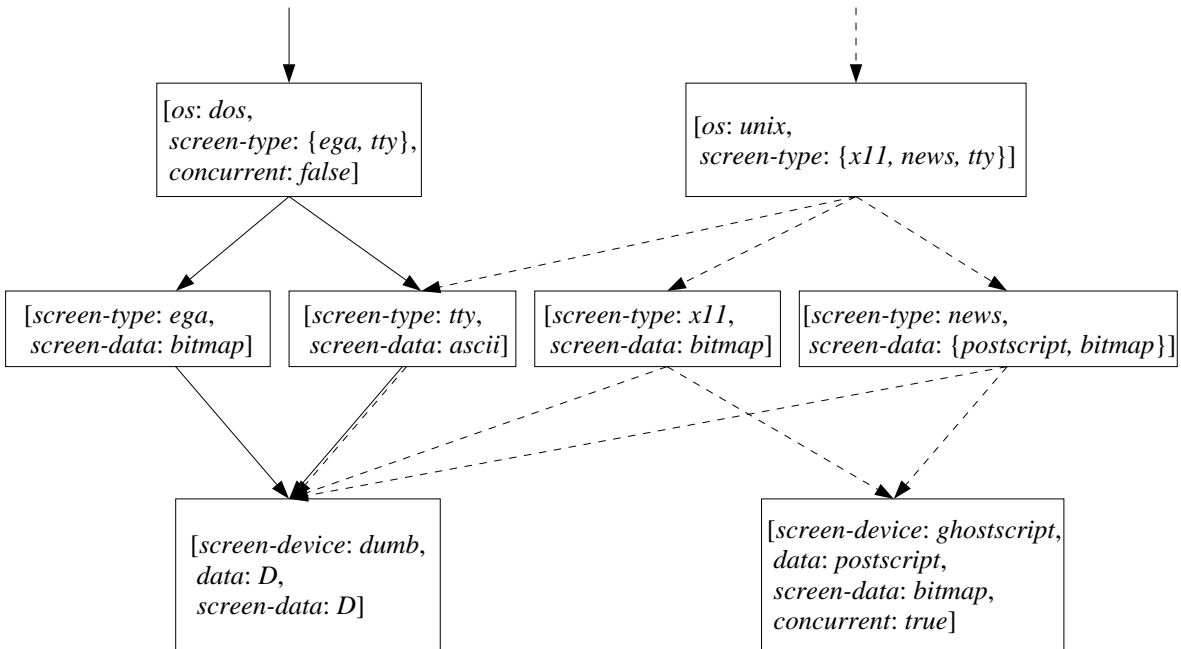 [os: dos,
screen-type: {ega, tty},
concurrent: false]
[os: unix,
screen-type: {x11, news, tty}]
[screen-type: ega,
screen-data: bitmap]
[screen-type: tty,
screen-data: ascii]
[screen-type: x11,
screen-data: bitmap]
[screen-type: news,
screen-data: {postscript, bitmap}]
[screen-device: dumb,
data: D,
screen-data: D]
[screen-device: ghostscript,
data: postscript,
screen-data: bitmap,
concurrent: true]